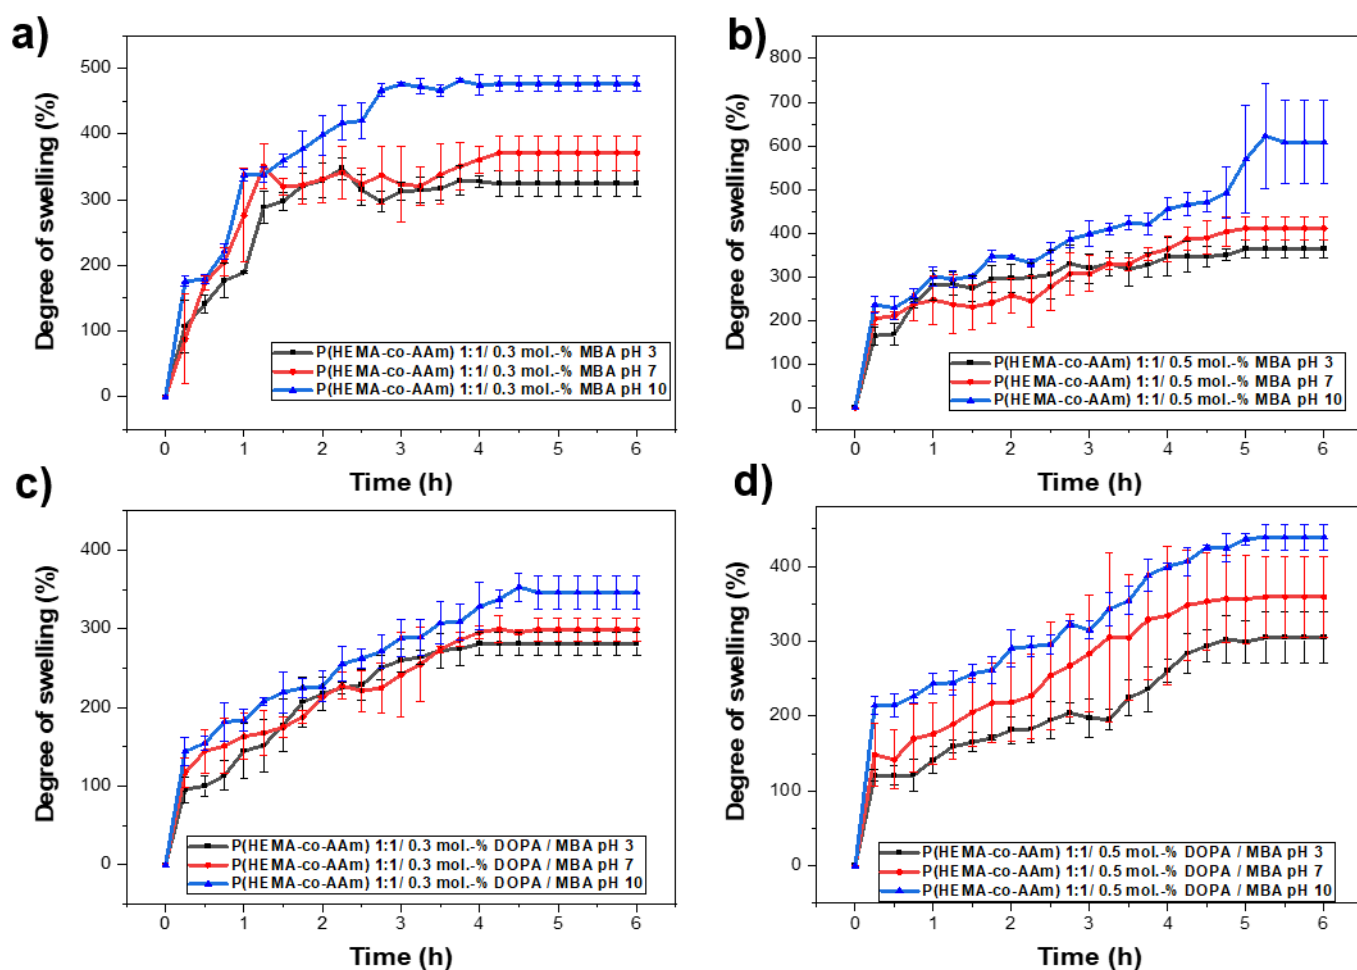 a)
500
400
300
200
100
0
Degree of swelling (%)
P(HEMA-co-AAm) 1:1/ 0.3 mol.-% MBA pH 3
P(HEMA-co-AAm) 1:1/ 0.3 mol.-% MBA pH 7
P(HEMA-co-AAm) 1:1/ 0.3 mol.-% MBA pH 10
0 1 2 3 4 5 6
Time (h)
b)
800
700
600
500
400
300
200
100
0
Degree of swelling (%)
P(HEMA-co-AAm) 1:1/ 0.5 mol.-% MBA pH 3
P(HEMA-co-AAm) 1:1/ 0.5 mol.-% MBA pH 7
P(HEMA-co-AAm) 1:1/ 0.5 mol.-% MBA pH 10
0 1 2 3 4 5 6
Time (h)
c)
400
300
200
100
0
Degree of swelling (%)
P(HEMA-co-AAm) 1:1/ 0.3 mol.-% DOPA / MBA pH 3
P(HEMA-co-AAm) 1:1/ 0.3 mol.-% DOPA / MBA pH 7
P(HEMA-co-AAm) 1:1/ 0.3 mol.-% DOPA / MBA pH 10
0 1 2 3 4 5 6
Time (h)
d)
400
300
200
100
0
Degree of swelling (%)
P(HEMA-co-AAm) 1:1/ 0.5 mol.-% DOPA / MBA pH 3
P(HEMA-co-AAm) 1:1/ 0.5 mol.-% DOPA / MBA pH 7
P(HEMA-co-AAm) 1:1/ 0.5 mol.-% DOPA / MBA pH 10
0 1 2 3 4 5 6
Time (h)